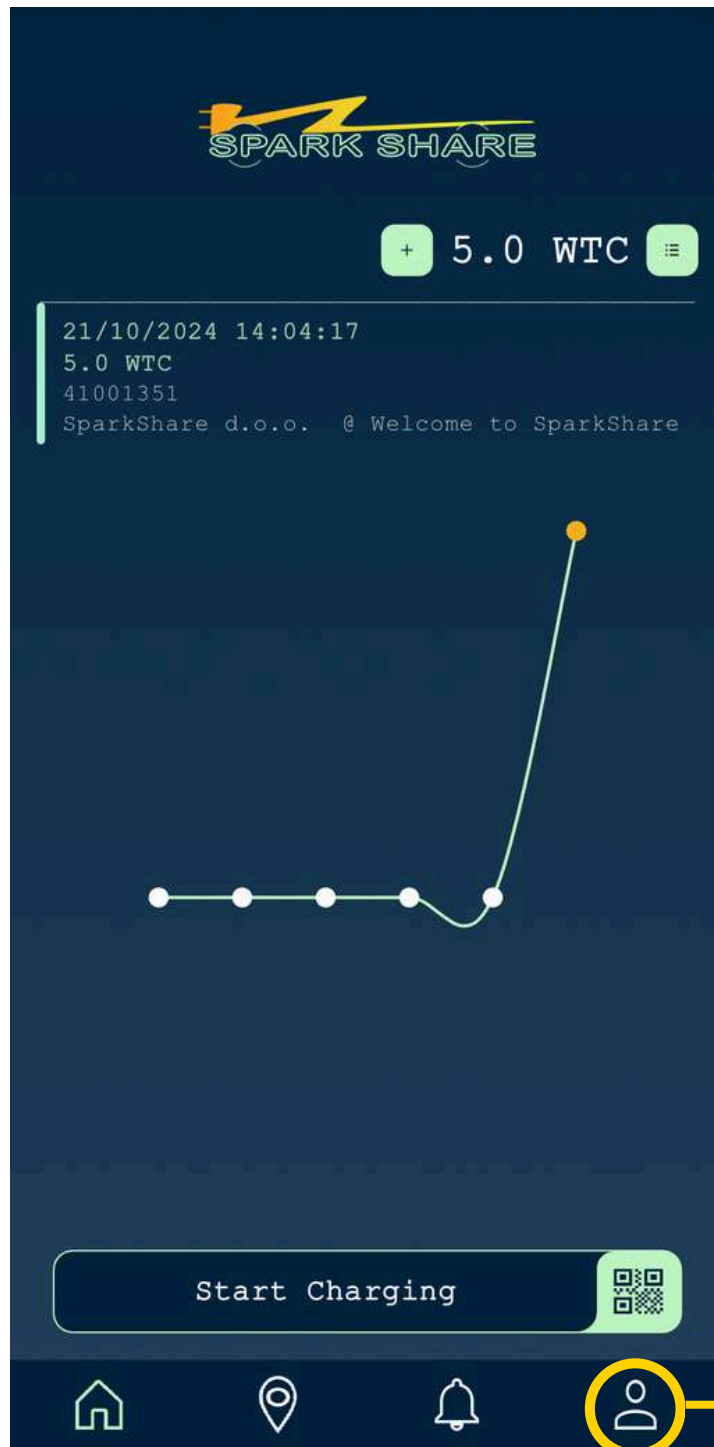 SPARK SHARE
+ 5.0 WTC
21/10/2024 14:04:17
5.0 WTC
41001351
SparkShare d.o.o. @ Welcome to SparkShare
Start Charging